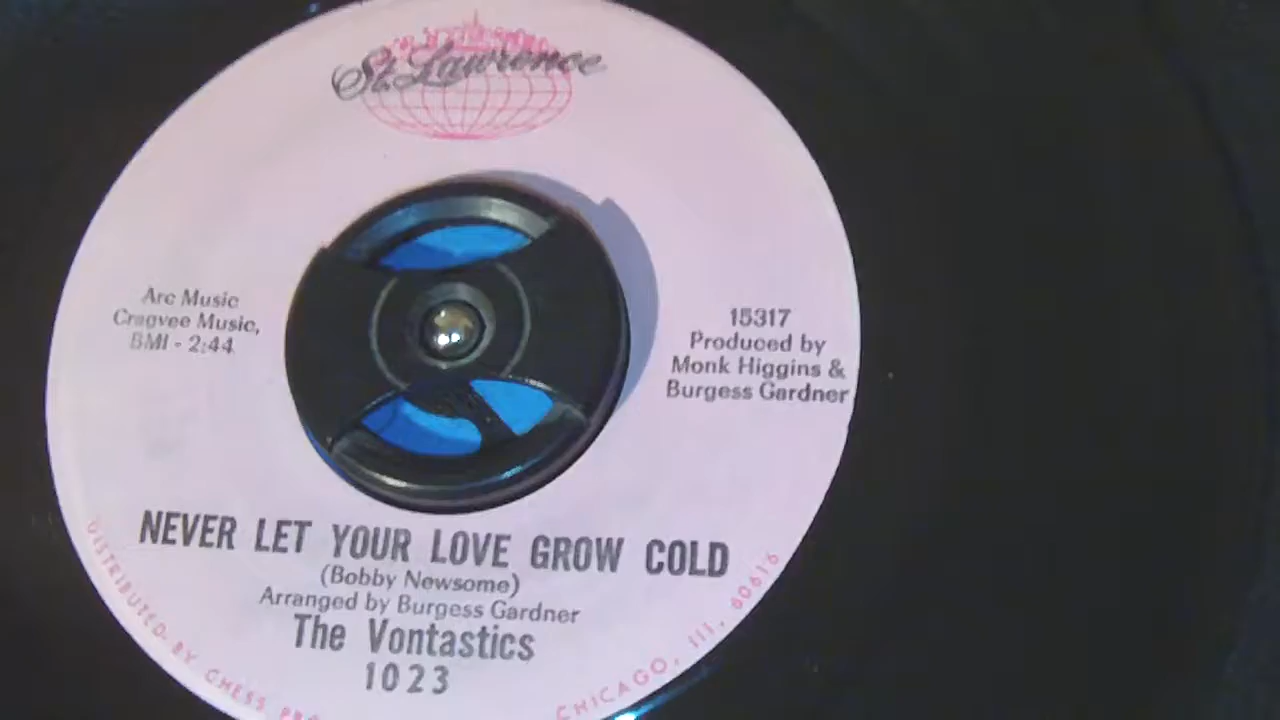 St. Lawrence
Arc Music
Cragvee Music,
BMI - 2:44
15317
Produced by
Monk Higgins &
Burgess Gardner
NEVER LET YOUR LOVE GROW COLD
(Bobby Newsome)
Arranged by Burgess Gardner
The Vontastics
1023
DISTRIBUTED BY CHESS
CHICAGO, Ill. 60616